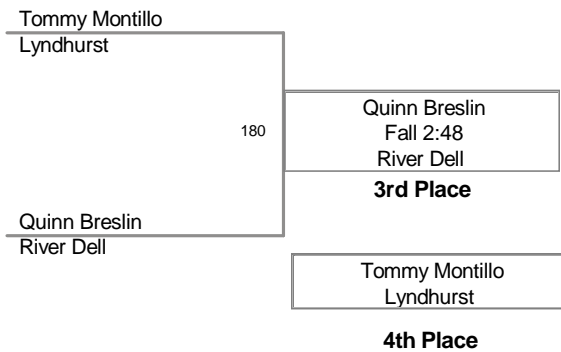 Tommy Montillo
Lyndhurst
180
Quinn Breslin
Fall 2:48
River Dell
3rd Place
Quinn Breslin
River Dell
Tommy Montillo
Lyndhurst
4th Place